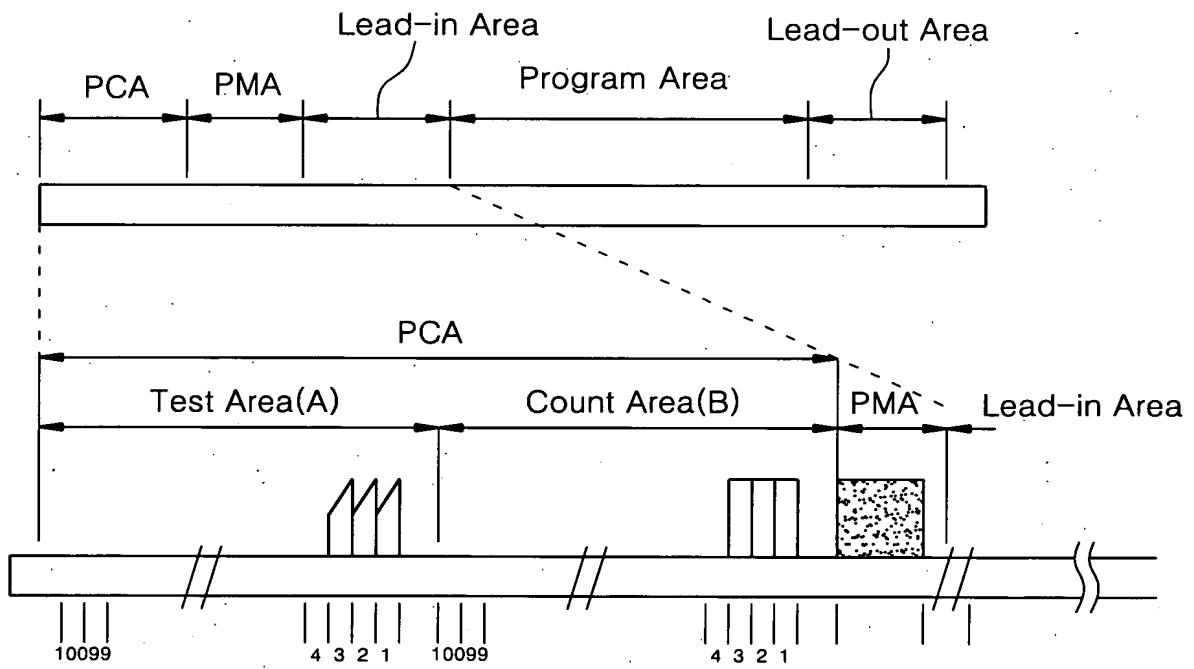 Lead-in Area
Lead-out Area
PCA PMA Program Area
PCA
Test Area(A) Count Area(B) PMA Lead-in Area
10099 4 3 2 1 10099 4 3 2 1